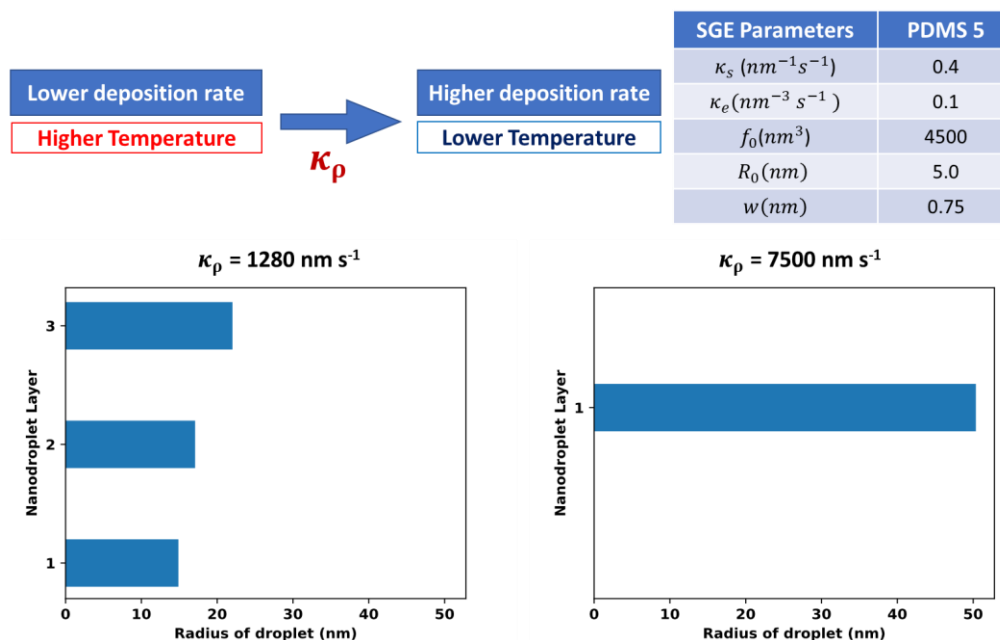 Lower deposition rate
Higher Temperature
κρ
Higher deposition rate
Lower Temperature
SGE Parameters PDMS 5
κs (nm⁻¹s⁻¹) 0.4
κe(nm⁻³ s⁻¹ ) 0.1
f₀(nm³) 4500
R₀(nm) 5.0
w(nm) 0.75
κρ = 1280 nm s⁻¹
Nanodroplet Layer
3
2
1
0 10 20 30 40 50
Radius of droplet (nm)
κρ = 7500 nm s⁻¹
Nanodroplet Layer
1
0 10 20 30 40 50
Radius of droplet (nm)